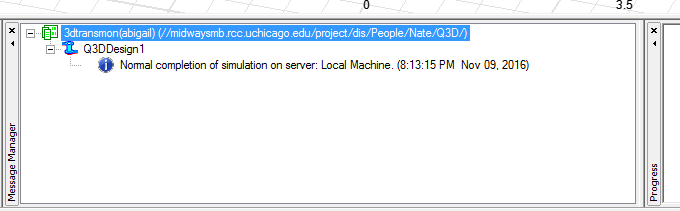 0 3.5
3dtransmon(abigail) (//midwaysmb.rcc.uchicago.edu/project/dis/People/Nate/Q3D/)
Q3DDesign1
Normal completion of simulation on server: Local Machine. (8:13:15 PM  Nov 09, 2016)
Message Manager
Progress